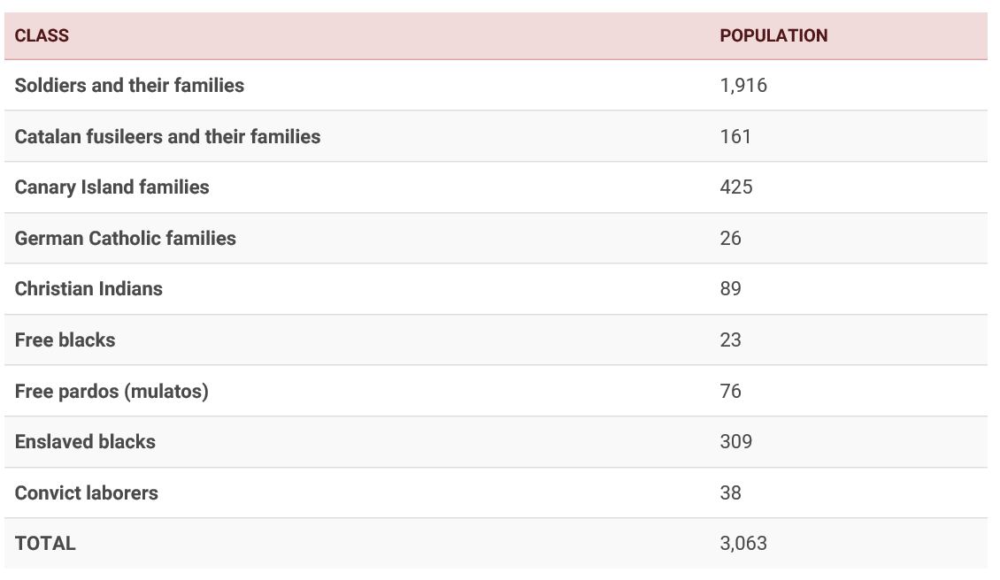 CLASS POPULATION
Soldiers and their families 1,916
Catalan fusileers and their families 161
Canary Island families 425
German Catholic families 26
Christian Indians 89
Free blacks 23
Free pardos (mulatos) 76
Enslaved blacks 309
Convict laborers 38
TOTAL 3,063